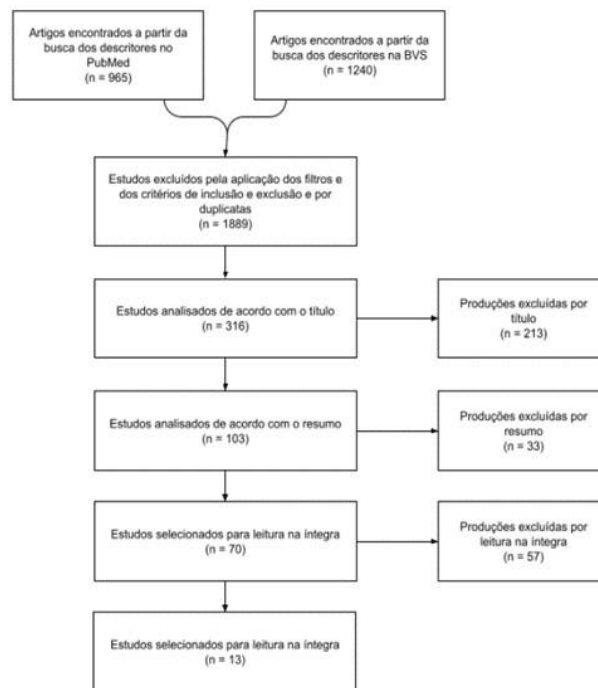 Artigos encontrados a partir da
busca dos descritores no
PubMed
(n = 965)
Artigos encontrados a partir da
busca dos descritores na BVS
(n = 1240)
Estudos excluídos pela aplicação dos filtros e
dos critérios de inclusão e exclusão e por
duplicatas
(n = 1889)
Estudos analisados de acordo com o título
(n = 316)
Produções excluídas por
título
(n = 213)
Estudos analisados de acordo com o resumo
(n = 103)
Produções excluídas por
resumo
(n = 33)
Estudos selecionados para leitura na íntegra
(n = 70)
Produções excluídas por
leitura na íntegra
(n = 57)
Estudos selecionados para leitura na íntegra
(n = 13)